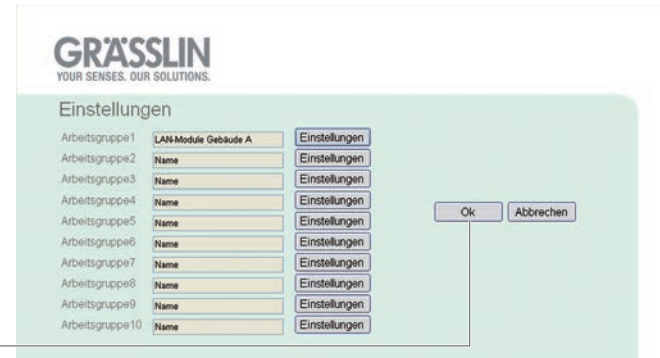 GRÄSSLIN
YOUR SENSES. OUR SOLUTIONS.
Einstellungen
Arbeitsgruppe1 LAN-Module Gebäude A Einstellungen
Arbeitsgruppe2 Name Einstellungen
Arbeitsgruppe3 Name Einstellungen
Arbeitsgruppe4 Name Einstellungen
Ok Abbrechen
Arbeitsgruppe5 Name Einstellungen
Arbeitsgruppe6 Name Einstellungen
Arbeitsgruppe7 Name Einstellungen
Arbeitsgruppe8 Name Einstellungen
Arbeitsgruppe9 Name Einstellungen
Arbeitsgruppe10 Name Einstellungen